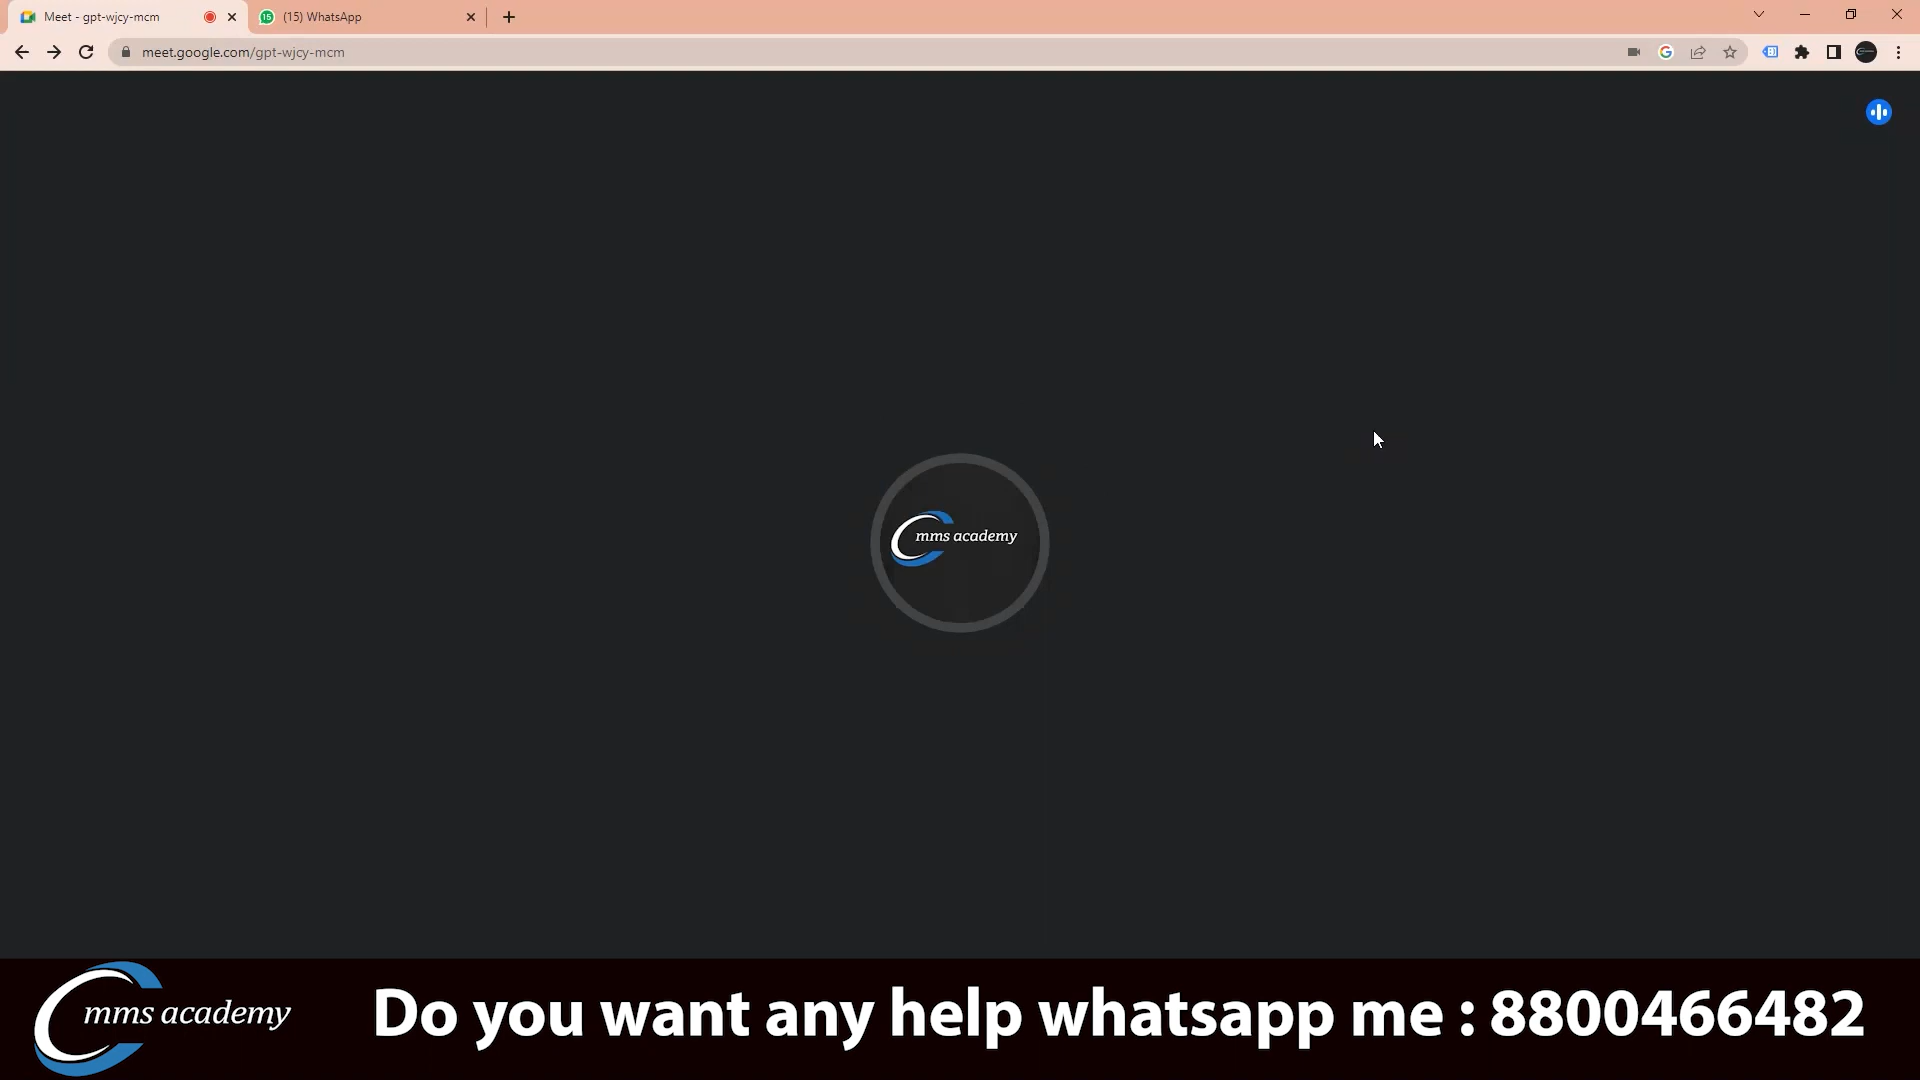 Meet - gpt-wjcy-mcm
15
(15) WhatsApp
meet.google.com/gpt-wjcy-mcm
mms academy
mms academy
Do you want any help whatsapp me : 8800466482